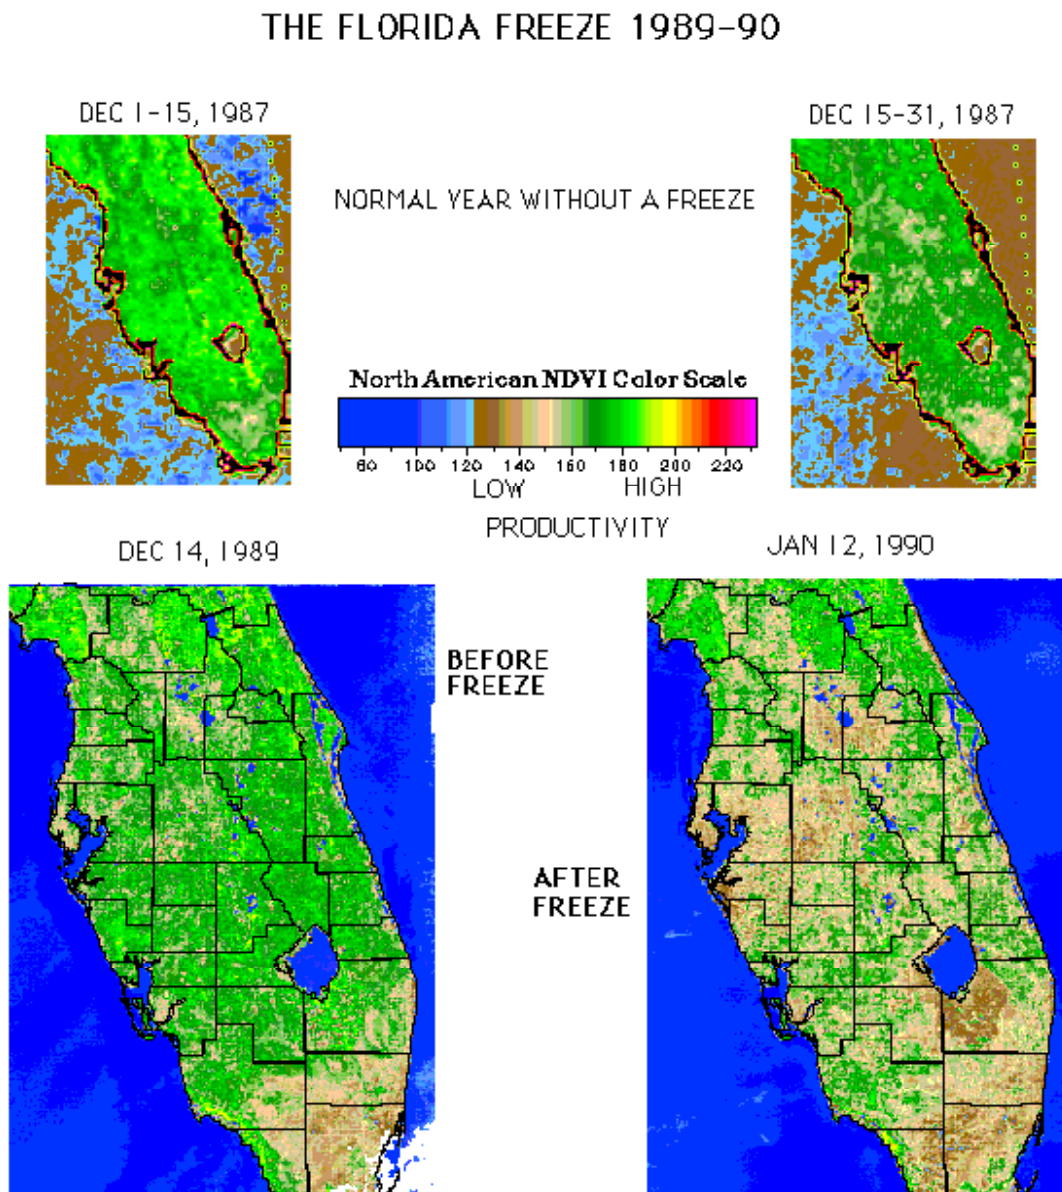 THE FLORIDA FREEZE 1989-90
DEC 1-15, 1987
DEC 15-31, 1987
NORMAL YEAR WITHOUT A FREEZE
North American NDVI Color Scale
80 100 120 140 160 180 200 220
LOW HIGH
PRODUCTIVITY
DEC 14, 1989
JAN 12, 1990
BEFORE
FREEZE
AFTER
FREEZE